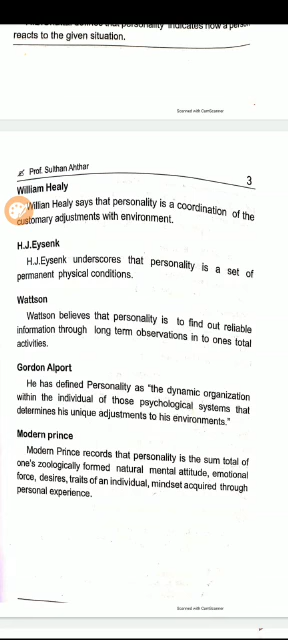 personality indicates how a
reacts to the given situation.
Scanned with CamScanner
Prof. Sulthan Ahthar
3
William Healy
Willian Healy says that personality is a coordination of the
customary adjustments with environment.
H.J.Eysenk
H.J.Eysenk underscores that personality is a set of
permanent physical conditions.
Wattson
Wattson believes that personality is to find out reliable
information through long term observations in to ones total
activities.
Gordon Alport
He has defined Personality as "the dynamic organization
within the individual of those psychological systems that
determines his unique adjustments to his environments."
Modern prince
Modern Prince records that personality is the sum total of
one's zoologically formed natural mental attitude, emotional
force, desires, traits of an individual, mindset acquired through
personal experience.
Scanned with CamScanner